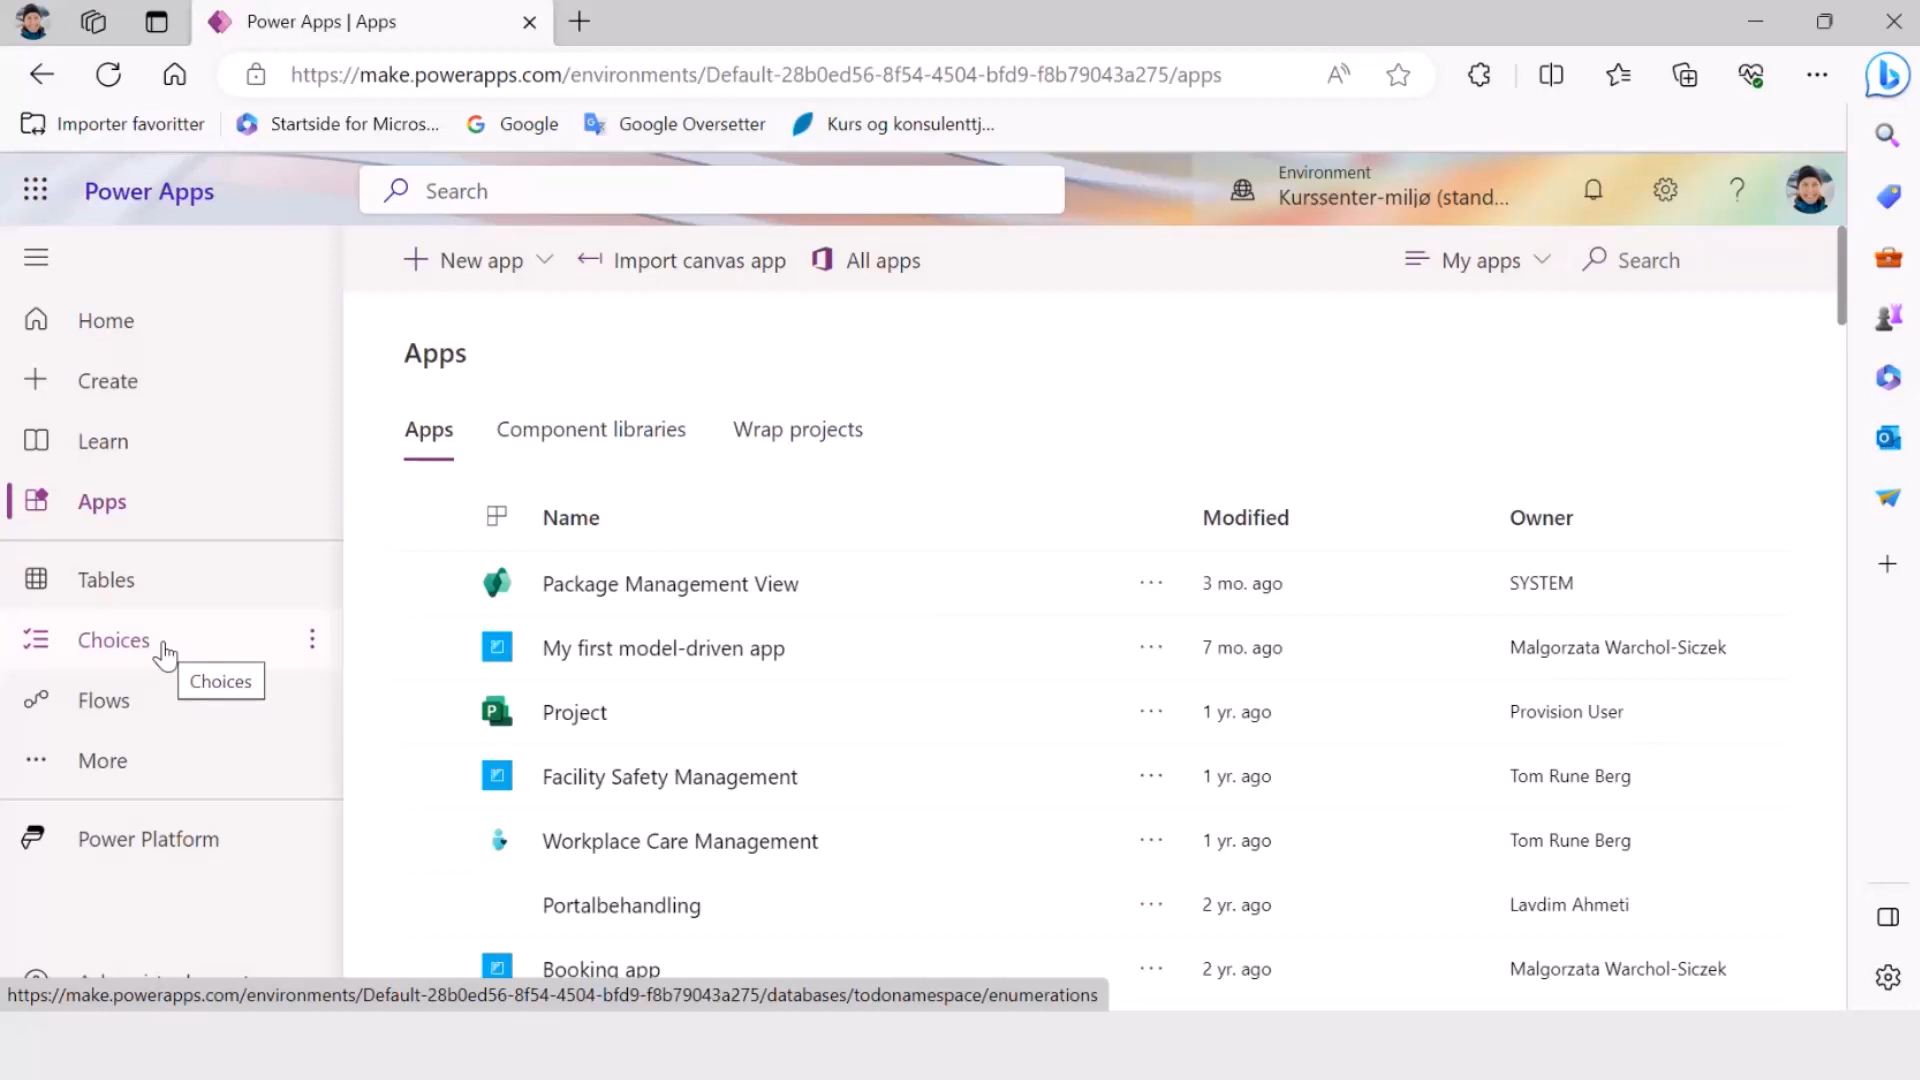 Power Apps | Apps
https://make.powerapps.com/environments/Default-28b0ed56-8f54-4504-bfd9-f8b79043a275/apps
Importer favoritter
Startside for Micros...
Google
Google Oversetter
Kurs og konsulenttj...
Power Apps
Search
Environment
Kurssenter-miljø (stand...
New app
Import canvas app
All apps
My apps
Search
Home
Create
Learn
Apps
Tables
Choices
Choices
Flows
More
Power Platform
Apps
Apps Component libraries Wrap projects
Name Modified Owner
Package Management View ... 3 mo. ago SYSTEM
My first model-driven app ... 7 mo. ago Malgorzata Warchol-Siczek
Project ... 1 yr. ago Provision User
Facility Safety Management ... 1 yr. ago Tom Rune Berg
Workplace Care Management ... 1 yr. ago Tom Rune Berg
Portalbehandling ... 2 yr. ago Lavdim Ahmeti
Booking app ... 2 yr. ago Malgorzata Warchol-Siczek
https://make.powerapps.com/environments/Default-28b0ed56-8f54-4504-bfd9-f8b79043a275/databases/todonamespace/enumerations